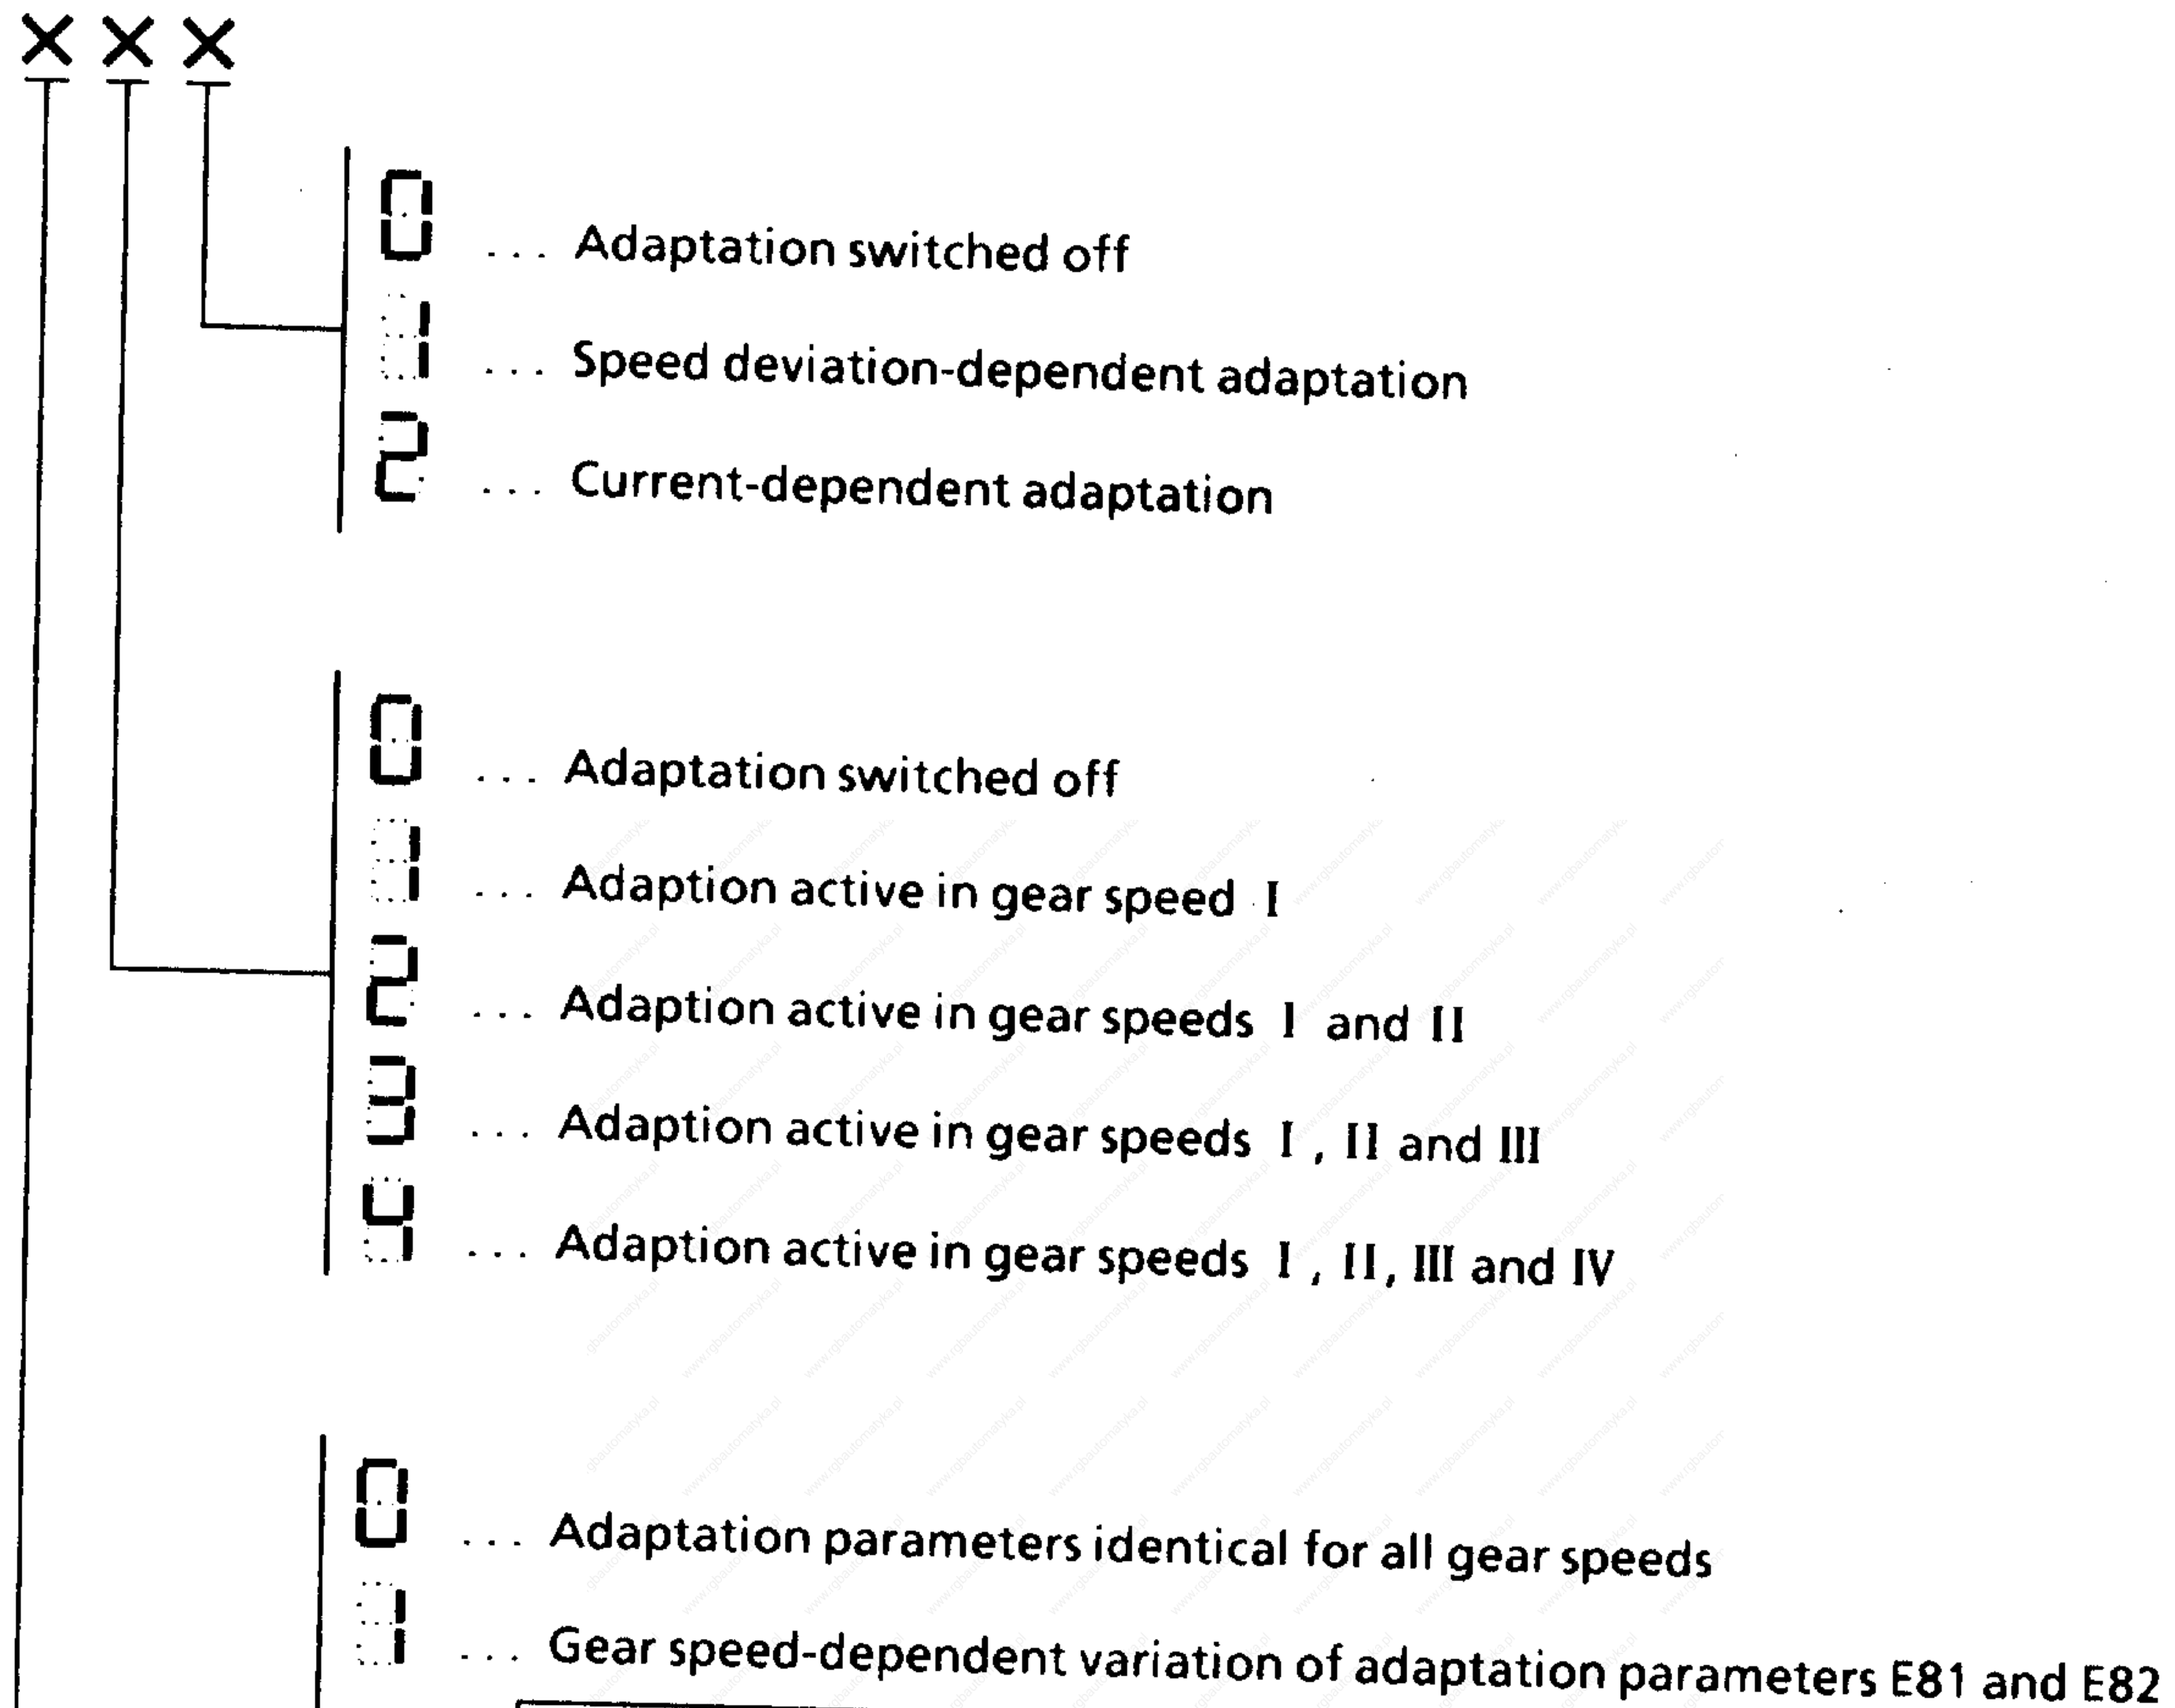 X X X
0 ... Adaptation switched off
1 ... Speed deviation-dependent adaptation
2 ... Current-dependent adaptation
0 ... Adaptation switched off
1 ... Adaption active in gear speed I
2 ... Adaption active in gear speeds I and II
3 ... Adaption active in gear speeds I , II and III
4 ... Adaption active in gear speeds I , II, III and IV
0 ... Adaptation parameters identical for all gear speeds
1 ... Gear speed-dependent variation of adaptation parameters E81 and E82
www.rgbautomatyka.pl